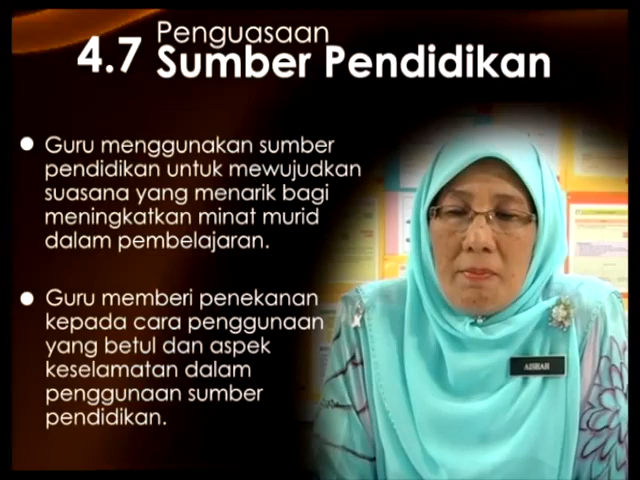 4.7 Penguasaan
Sumber Pendidikan
Guru menggunakan sumber
pendidikan untuk mewujudkan
suasana yang menarik bagi
meningkatkan minat murid
dalam pembelajaran.
Guru memberi penekanan
kepada cara penggunaan
yang betul dan aspek
keselamatan dalam
penggunaan sumber
pendidikan.
AISHAH